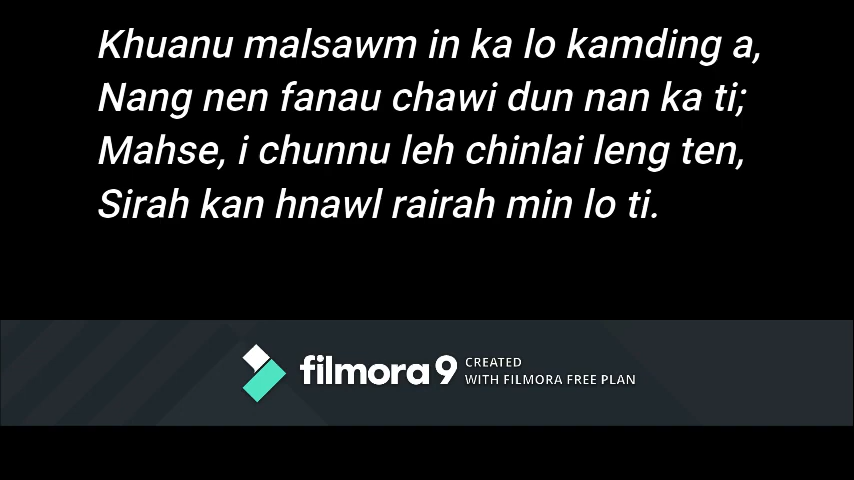 Khuanu malsawm in ka lo kamding a,
Nang nen fanau chawi dun nan ka ti;
Mahse, i chunnu leh chinlai leng ten,
Sirah kan hnawl rairah min lo ti.
filmora 9 CREATED
WITH FILMORA FREE PLAN